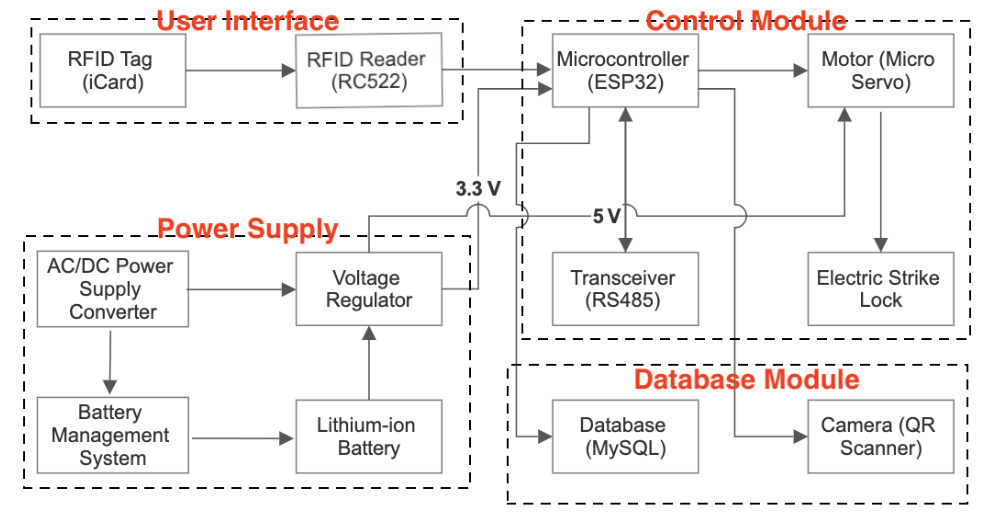 User Interface
RFID Tag
(iCard)
RFID Reader
(RC522)
Control Module
Microcontroller
(ESP32)
Motor (Micro
Servo)
3.3 V
5 V
Transceiver
(RS485)
Electric Strike
Lock
Power Supply
AC/DC Power
Supply
Converter
Voltage
Regulator
Battery
Management
System
Lithium-ion
Battery
Database Module
Database
(MySQL)
Camera (QR
Scanner)